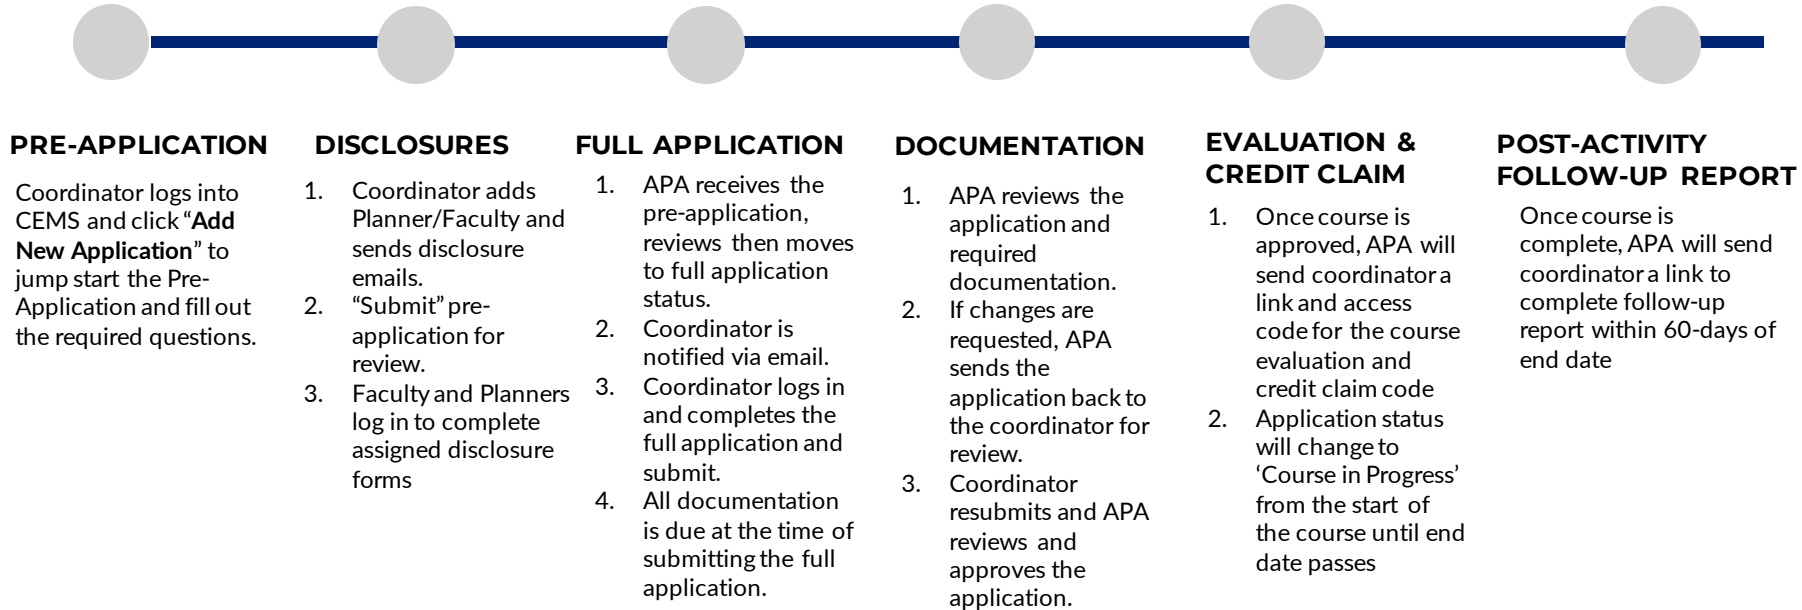 PRE-APPLICATION
Coordinator logs into
CEMS and click “Add
New Application” to
jump start the Pre-
Application and fill out
the required questions.
DISCLOSURES
1. Coordinator adds
Planner/Faculty and
sends disclosure
emails.
2. “Submit” pre-
application for
review.
3. Faculty and Planners
log in to complete
assigned disclosure
forms
FULL APPLICATION
1. APA receives the
pre-application,
reviews then moves
to full application
status.
2. Coordinator is
notified via email.
3. Coordinator logs in
and completes the
full application and
submit.
4. All documentation
is due at the time of
submitting the full
application.
DOCUMENTATION
1. APA reviews the
application and
required
documentation.
2. If changes are
requested, APA
sends the
application back to
the coordinator for
review.
3. Coordinator
resubmits and APA
reviews and
approves the
application.
EVALUATION &
CREDIT CLAIM
1. Once course is
approved, APA will
send coordinator a
link and access
code for the course
evaluation and
credit claim code
2. Application status
will change to
‘Course in Progress’
from the start of
the course until end
date passes
POST-ACTIVITY
FOLLOW-UP REPORT
Once course is
complete, APA will send
coordinator a link to
complete follow-up
report within 60-days of
end date